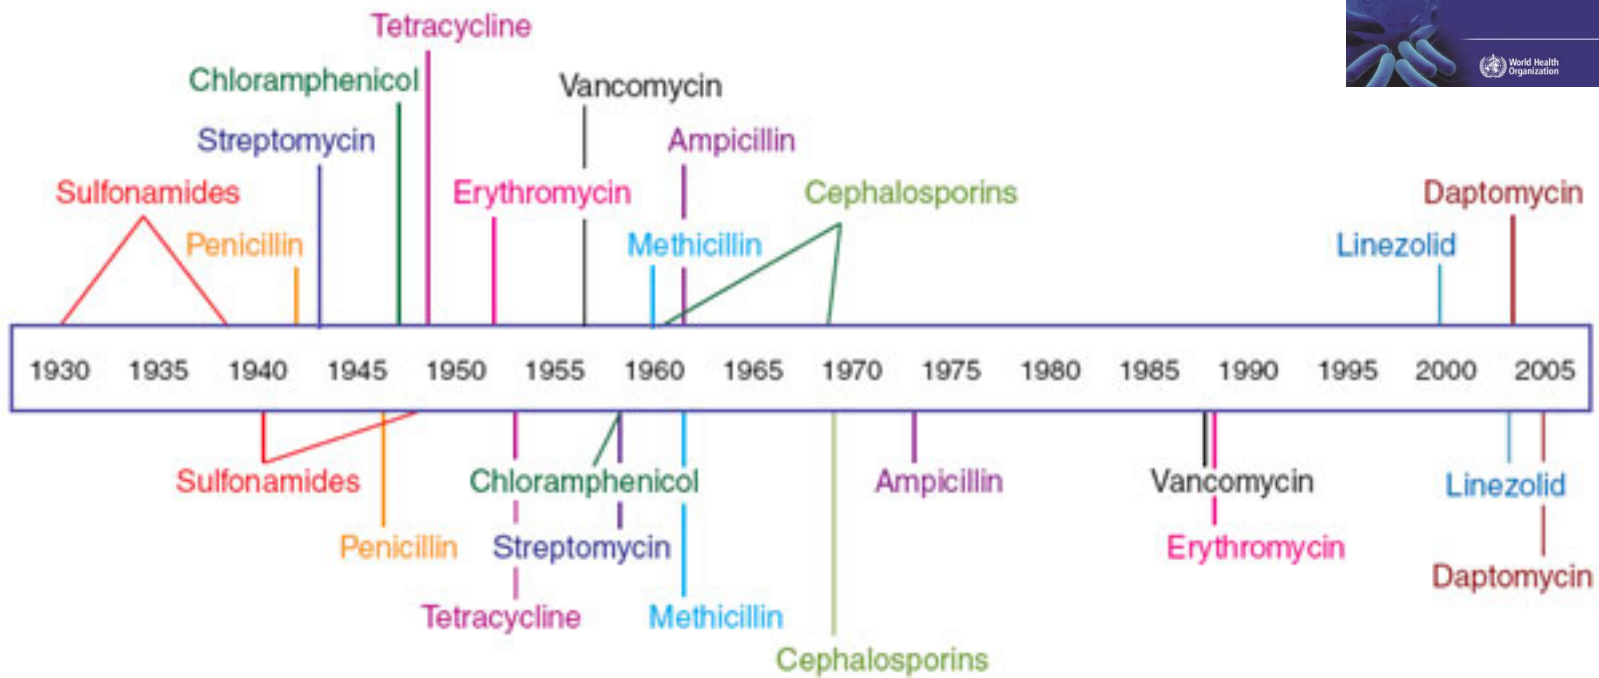 Tetracycline
World Health
Organization
Chloramphenicol
Vancomycin
Streptomycin
Ampicillin
Sulfonamides
Erythromycin
Cephalosporins
Daptomycin
Penicillin
Methicillin
Linezolid
1930 1935 1940 1945 1950 1955 1960 1965 1970 1975 1980 1985 1990 1995 2000 2005
Sulfonamides
Chloramphenicol
Ampicillin
Vancomycin
Linezolid
Penicillin
Streptomycin
Erythromycin
Daptomycin
Tetracycline
Methicillin
Cephalosporins